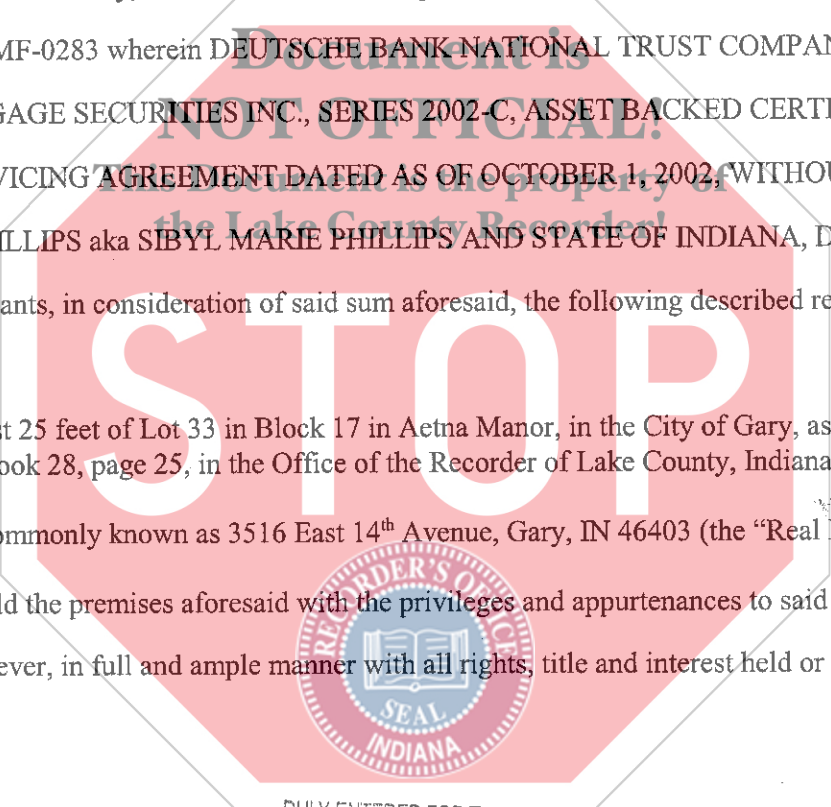 MF-0283 wherein DEUTSCHE BANK NATIONAL TRUST COMPAN
Document is
GAGE SECURITIES INC., SERIES 2002-C, ASSET BACKED CERTI
NOT OFFICIAL!
VICING AGREEMENT DATED AS OF OCTOBER 1, 2002, WITHOU
This Document is the property of
the Lake County Recorder!
ILLIPS aka SIBYL MARIE PHILLIPS AND STATE OF INDIANA, D
ants, in consideration of said sum aforesaid, the following described re
STOP
st 25 feet of Lot 33 in Block 17 in Aetna Manor, in the City of Gary, as
ook 28, page 25, in the Office of the Recorder of Lake County, Indiana
ommonly known as 3516 East 14th Avenue, Gary, IN 46403 (the “Real
RECORDER'S OFFICE
ld the premises aforesaid with the privileges and appurtenances to said
ever, in full and ample manner with all rights, title and interest held or
SEAL
INDIANA